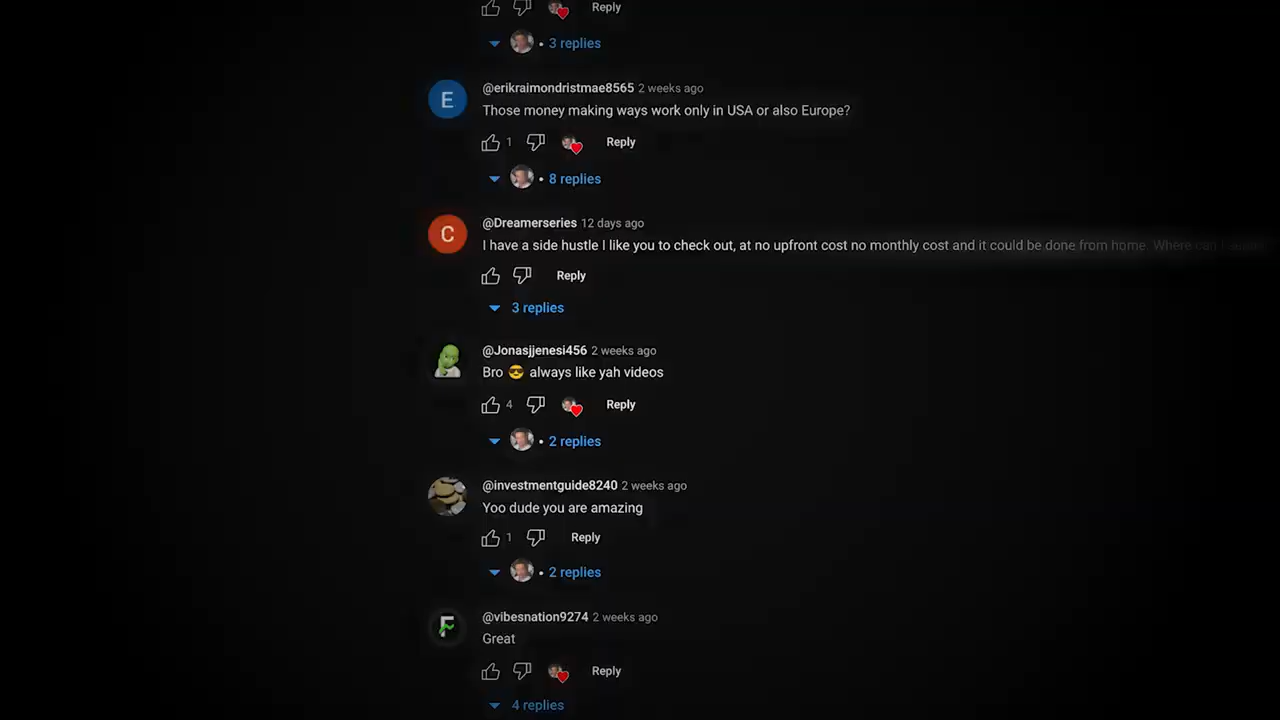 Reply
• 3 replies
E
@erikraimondristmae8565 2 weeks ago
Those money making ways work only in USA or also Europe?
1 Reply
• 8 replies
C
@Dreamerseries 12 days ago
I have a side hustle I like you to check out, at no upfront cost no monthly cost and it could be done from home. Where can I
Reply
3 replies
@Jonasjjenesi456 2 weeks ago
Bro 😎 always like yah videos
4 Reply
• 2 replies
@investmentguide8240 2 weeks ago
Yoo dude you are amazing
1 Reply
• 2 replies
F
@vibesnation9274 2 weeks ago
Great
Reply
4 replies